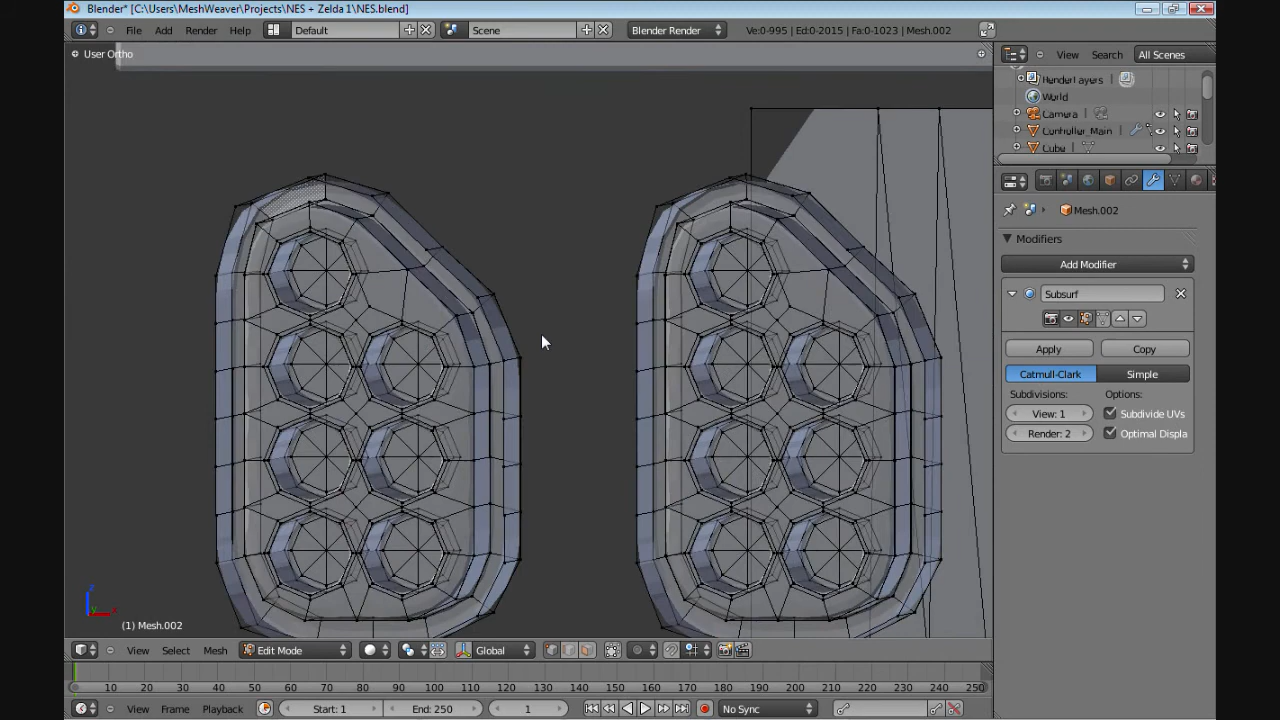 Blender* [C:\Users\MeshWeaver\Projects\NES + Zelda 1\NES.blend]
File Add Render Help Default Scene Blender Render Ve:0-995 | Ed:0-2015 | Fa:0-1023 | Mesh.002
User Ortho
View Search All Scenes
RenderLayers
World
Camera
Controller_Main
Cube
Mesh.002
Modifiers
Add Modifier
Subsurf
Apply Copy
Catmull-Clark Simple
Subdivisions: Options:
View: 1 Subdivide UVs
Render: 2 Optimal Displa
z
y x
(1) Mesh.002
View Select Mesh Edit Mode Global
10 20 30 40 50 60 70 80 90 100 110 120 130 140 150 160 170 180 190 200 210 220 230 240 250
View Frame Playback Start: 1 End: 250 1 No Sync